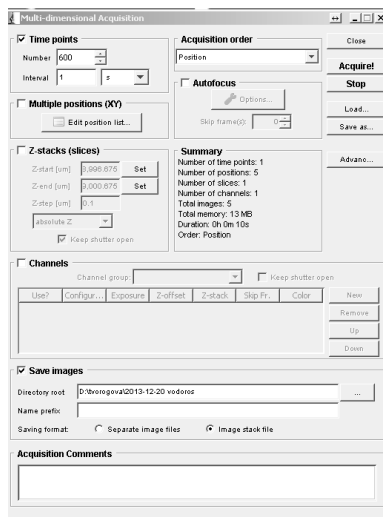 Multi-dimensional Acquisition
Time points
Number 600
Interval 1 s
Multiple positions (XY)
Edit position list...
Z-stacks (slices)
Z-start [um] 8,996.675 Set
Z-end [um] 9,000.675 Set
Z-step [um] 0.1
absolute Z
Keep shutter open
Acquisition order
Position
Autofocus
Options...
Skip frame(s): 0
Summary
Number of time points: 1
Number of positions: 5
Number of slices: 1
Number of channels: 1
Total images: 5
Total memory: 13 MB
Duration: 0h 0m 10s
Order: Position
Close
Acquire!
Stop
Load...
Save as...
Advanc...
Channels
Channel group: Keep shutter open
Use? Configur... Exposure Z-offset Z-stack Skip Fr. Color
New
Remove
Up
Down
Save images
Directory root D:\tvorogova\2013-12-20 vodoros ...
Name prefix
Saving format: Separate image files Image stack file
Acquisition Comments